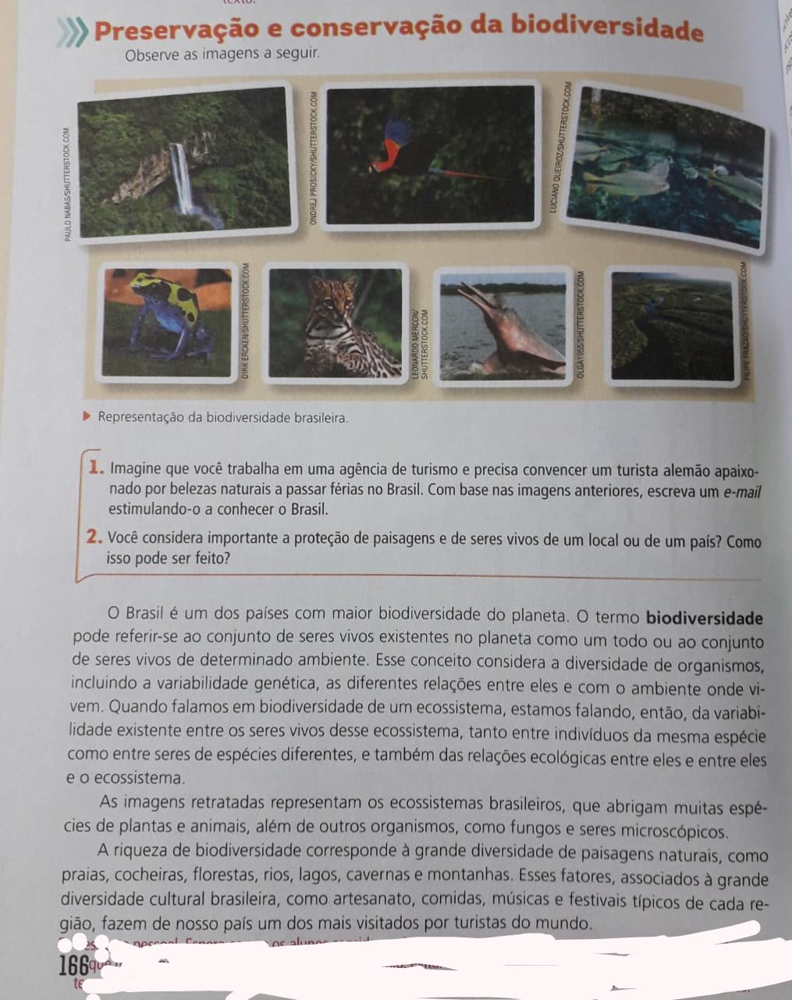 texto.
Preservação e conservação da biodiversidade
Observe as imagens a seguir.
PAULO NABAS/SHUTTERSTOCK.COM
ONDREJ PROSICKY/SHUTTERSTOCK.COM
LUCIANO QUEIROZ/SHUTTERSTOCK.COM
DIRK ERCKEN/SHUTTERSTOCK.COM
LEONARDO MERCON/
SHUTTERSTOCK.COM
OLGA1955/SHUTTERSTOCK.COM
FILIPE FRAZAO/SHUTTERSTOCK.COM
Representação da biodiversidade brasileira.
1. Imagine que você trabalha em uma agência de turismo e precisa convencer um turista alemão apaixo-
nado por belezas naturais a passar férias no Brasil. Com base nas imagens anteriores, escreva um e-mail
estimulando-o a conhecer o Brasil.
2. Você considera importante a proteção de paisagens e de seres vivos de um local ou de um país? Como
isso pode ser feito?
O Brasil é um dos países com maior biodiversidade do planeta. O termo biodiversidade
pode referir-se ao conjunto de seres vivos existentes no planeta como um todo ou ao conjunto
de seres vivos de determinado ambiente. Esse conceito considera a diversidade de organismos,
incluindo a variabilidade genética, as diferentes relações entre eles e com o ambiente onde vi-
vem. Quando falamos em biodiversidade de um ecossistema, estamos falando, então, da variabi-
lidade existente entre os seres vivos desse ecossistema, tanto entre indivíduos da mesma espécie
como entre seres de espécies diferentes, e também das relações ecológicas entre eles e entre eles
e o ecossistema.
As imagens retratadas representam os ecossistemas brasileiros, que abrigam muitas espé-
cies de plantas e animais, além de outros organismos, como fungos e seres microscópicos.
A riqueza de biodiversidade corresponde à grande diversidade de paisagens naturais, como
praias, cocheiras, florestas, rios, lagos, cavernas e montanhas. Esses fatores, associados à grande
diversidade cultural brasileira, como artesanato, comidas, músicas e festivais típicos de cada re-
gião, fazem de nosso país um dos mais visitados por turistas do mundo.
166